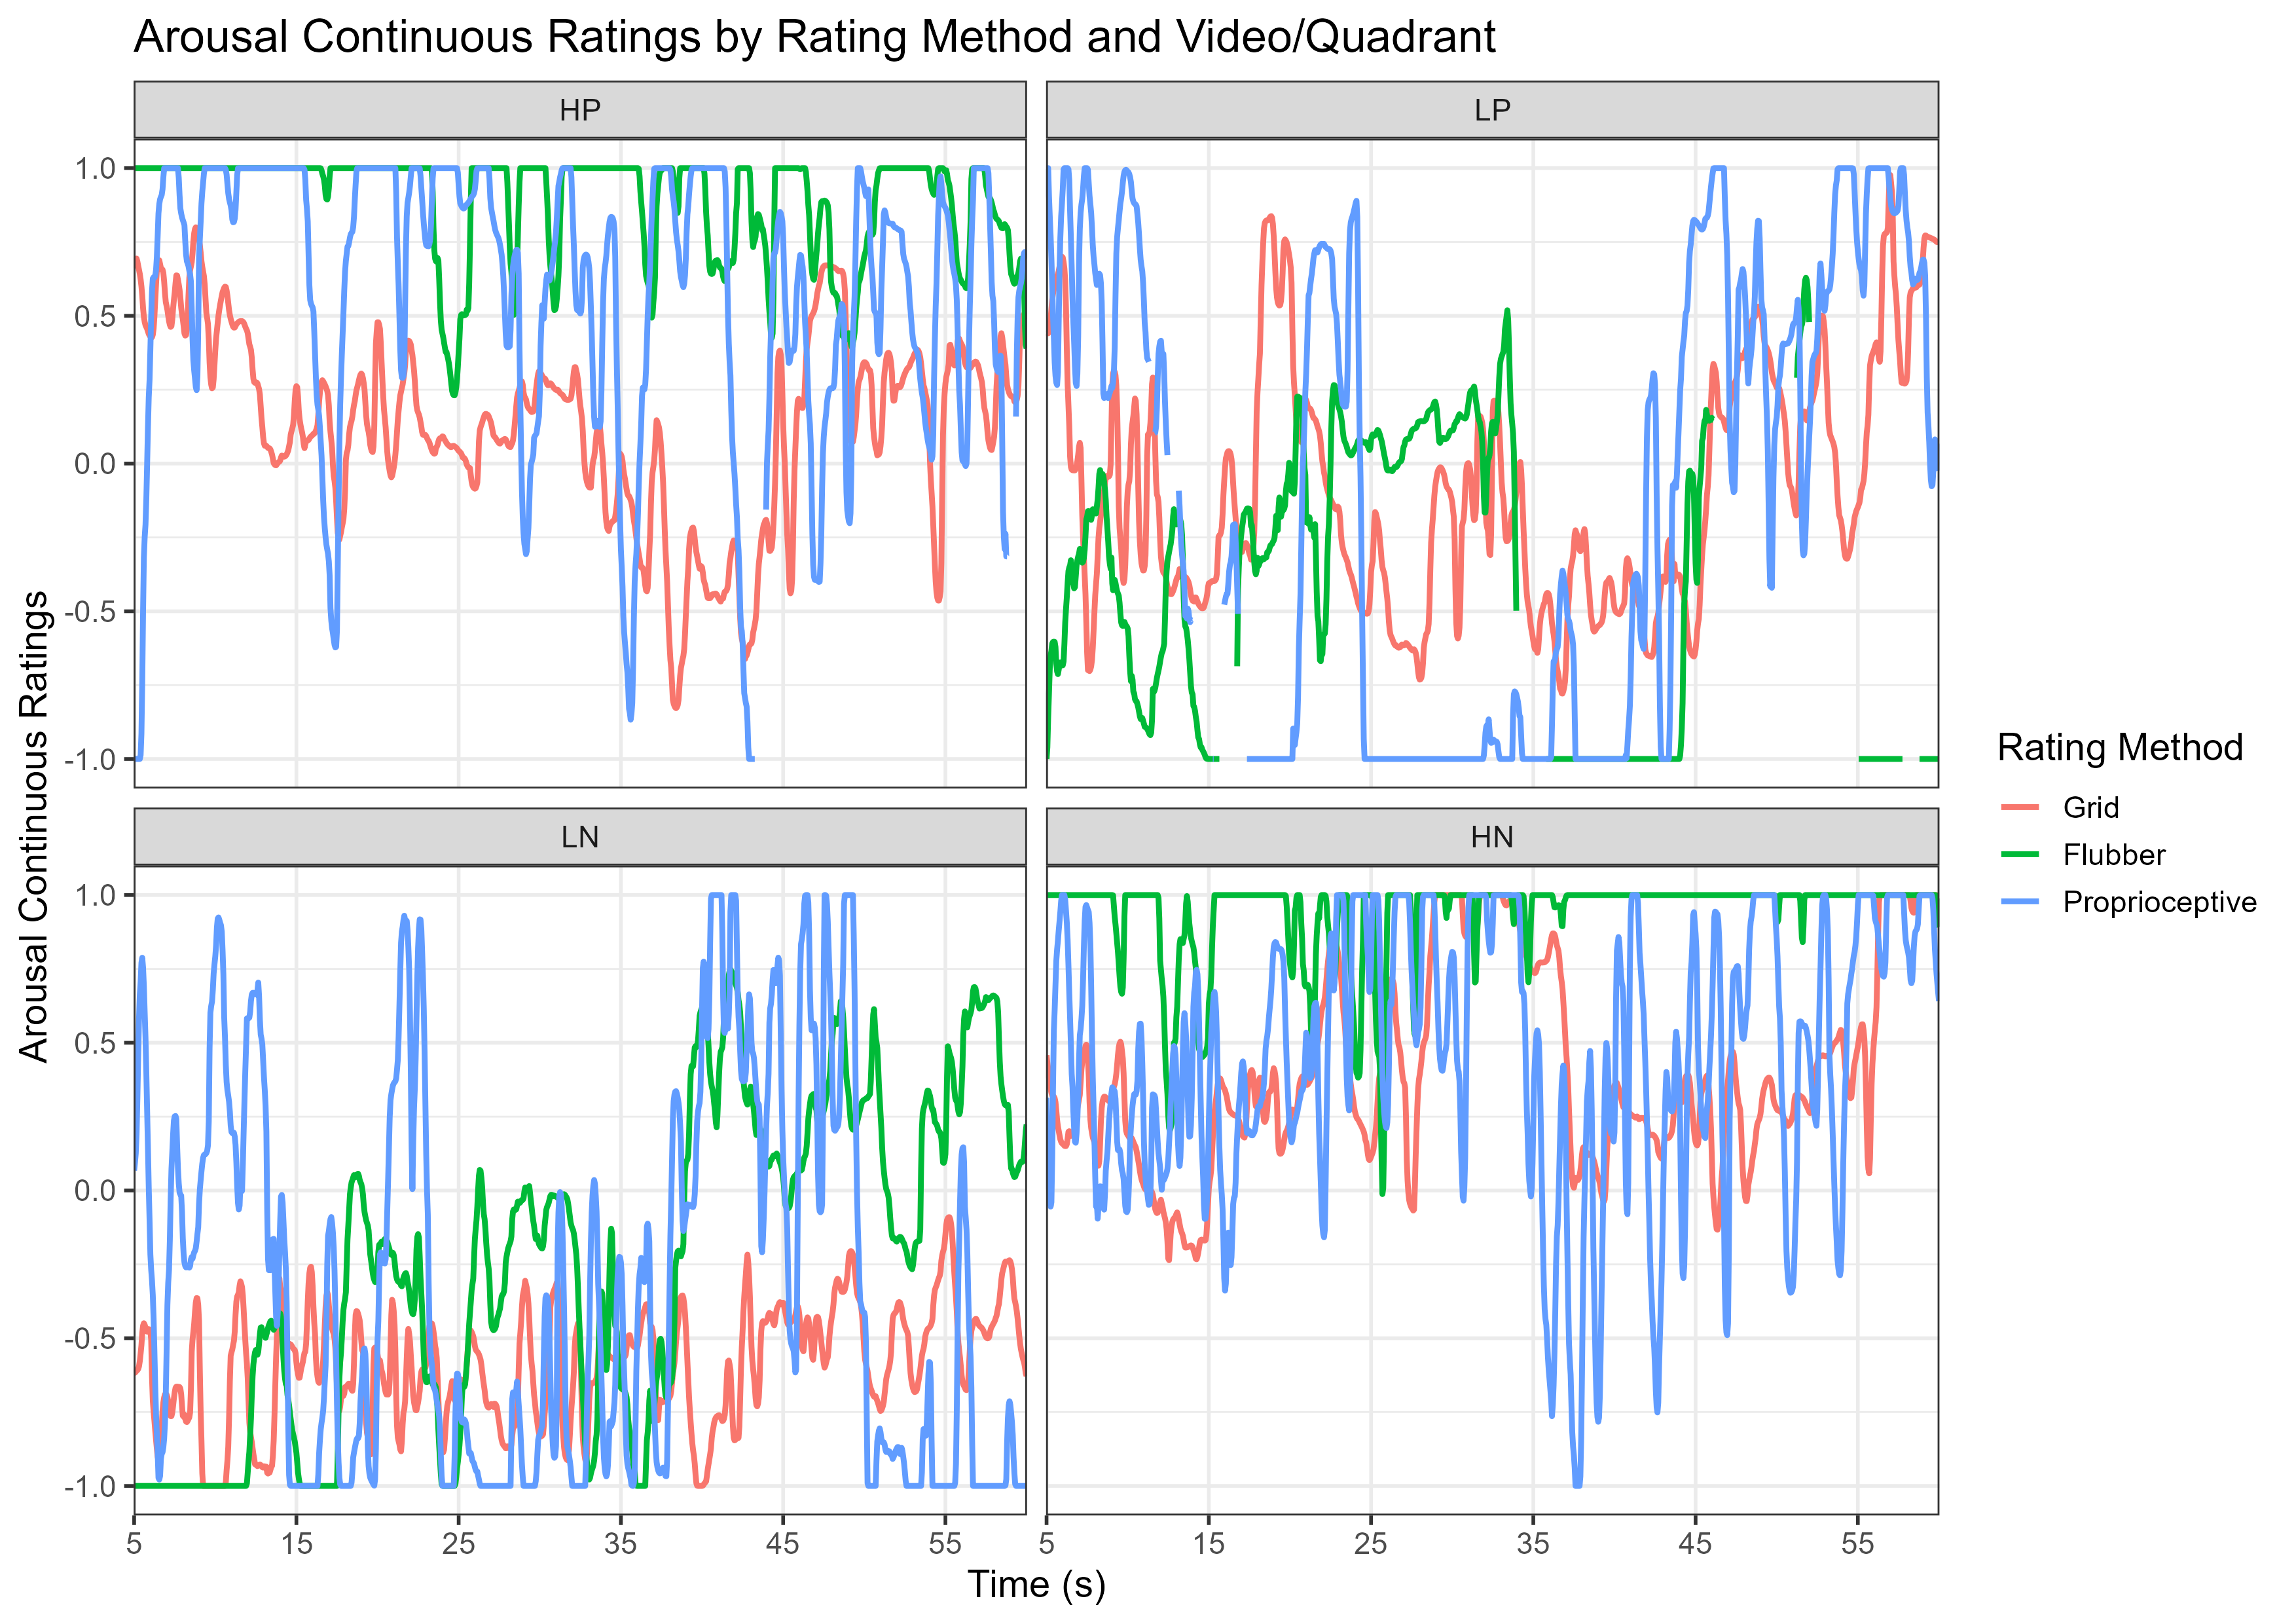 Arousal Continuous Ratings by Rating Method and Video/Quadrant
HP
LP
1.0
0.5
0.0
-0.5
-1.0
LN
HN
1.0
0.5
0.0
-0.5
-1.0
5
15
25
35
45
55
5
15
25
35
45
55
Time (s)
Arousal Continuous Ratings
Rating Method
Grid
Flubber
Proprioceptive